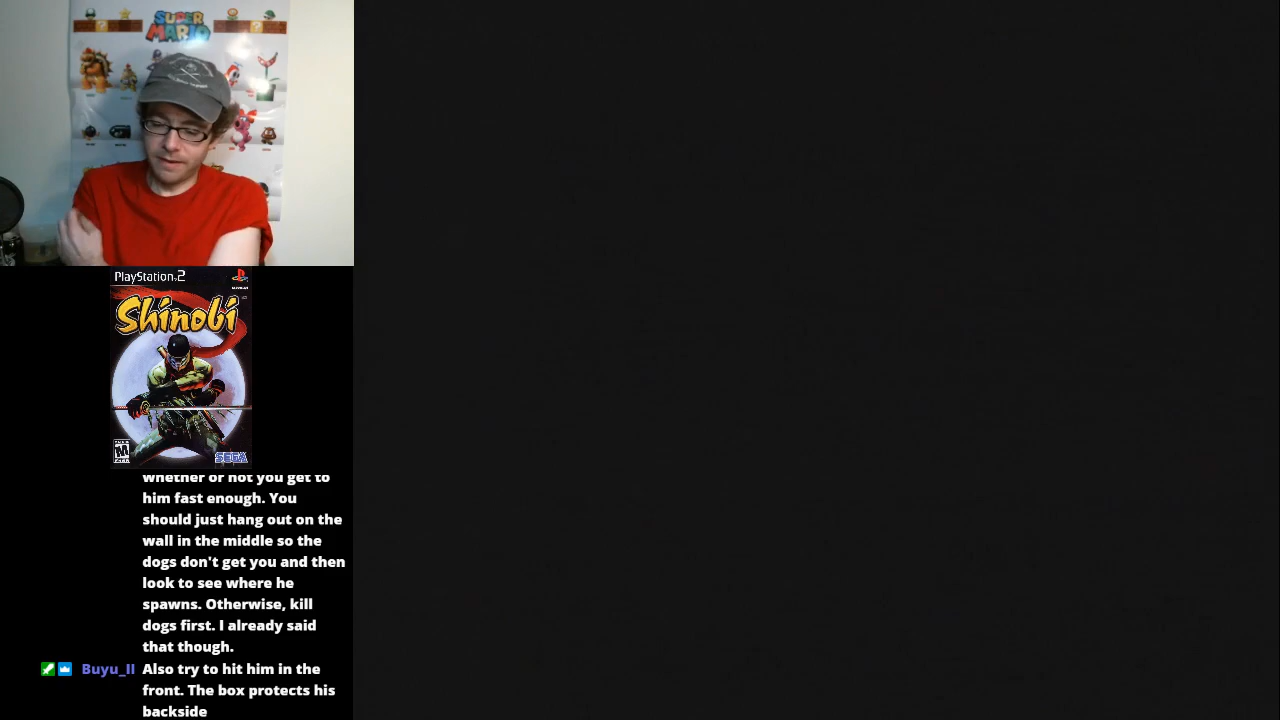 SUPER
MARIO
PlayStation 2
Shinobi
SEGA
whether or not you get to
him fast enough. You
should just hang out on the
wall in the middle so the
dogs don't get you and then
look to see where he
spawns. Otherwise, kill
dogs first. I already said
that though.
Buyu_II Also try to hit him in the
front. The box protects his
backside